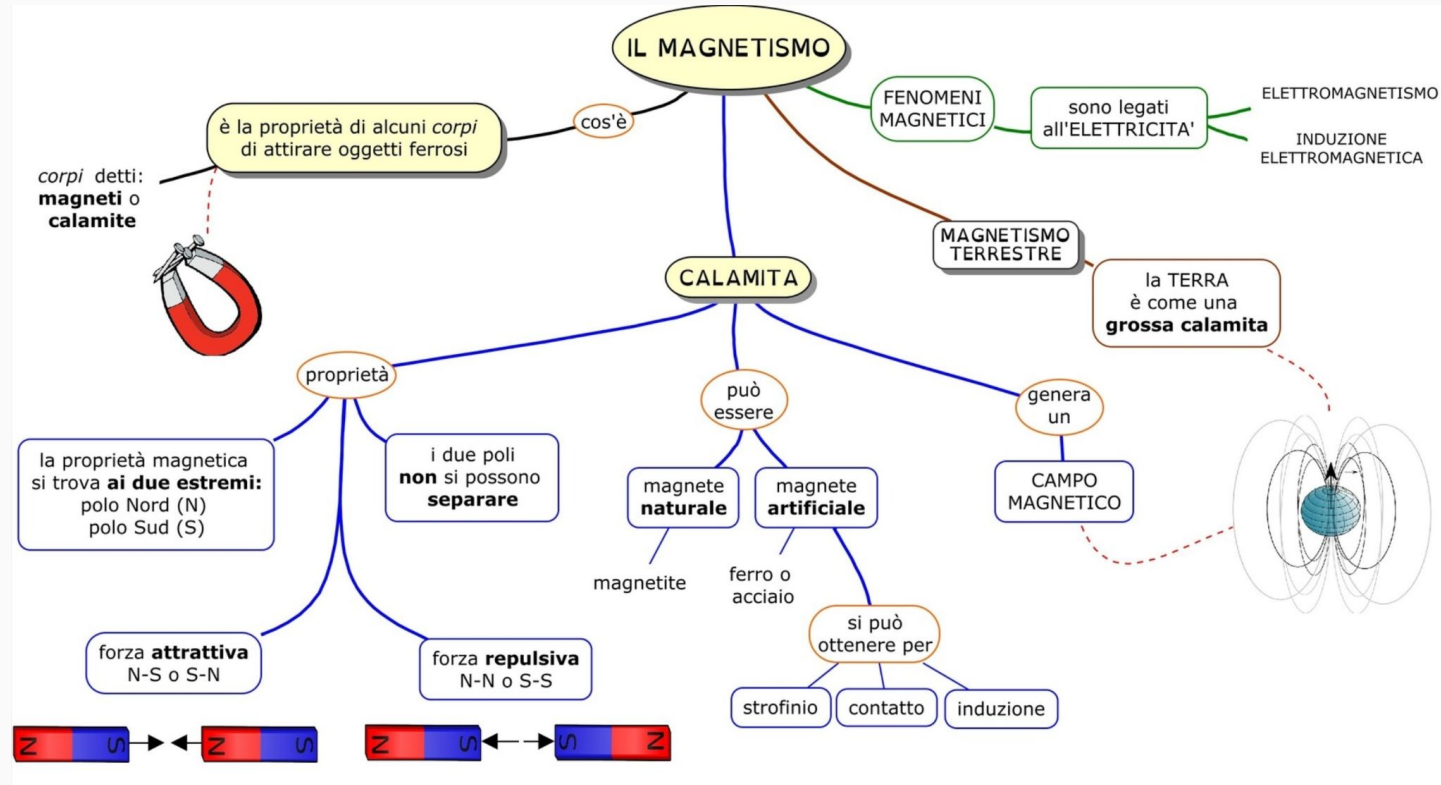 IL MAGNETISMO
cos'è
è la proprietà di alcuni corpi
di attirare oggetti ferrosi
corpi detti:
magneti o
calamite
FENOMENI
MAGNETICI
sono legati
all'ELETTRICITA'
ELETTROMAGNETISMO
INDUZIONE
ELETTROMAGNETICA
MAGNETISMO
TERRESTRE
la TERRA
è come una
grossa calamita
CALAMITA
proprietà
la proprietà magnetica
si trova ai due estremi:
polo Nord (N)
polo Sud (S)
i due poli
non si possono
separare
forza attrattiva
N-S o S-N
N S N S
forza repulsiva
N-N o S-S
N S S N
può
essere
magnete
naturale
magnetite
magnete
artificiale
ferro o
acciaio
si può
ottenere per
strofinio
contatto
induzione
genera
un
CAMPO
MAGNETICO